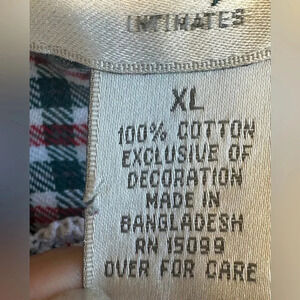 INTIMATES
XL
100% COTTON
EXCLUSIVE OF
DECORATION
MADE IN
BANGLADESH
RN 15099
OVER FOR CARE